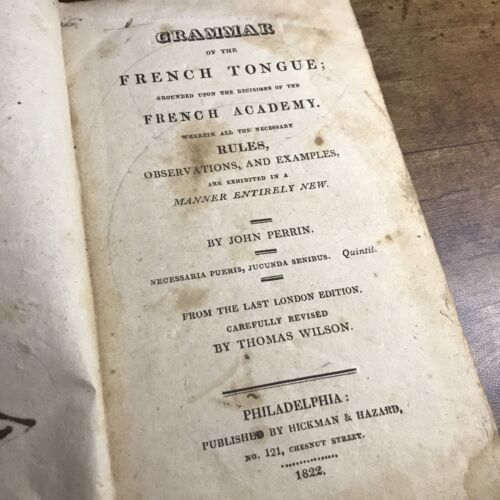 GRAMMAR
OF THE
FRENCH TONGUE;
GROUNDED UPON THE DECISIONS OF THE
FRENCH ACADEMY.
WHEREIN ALL THE NECESSARY
RULES,
OBSERVATIONS, AND EXAMPLES,
ARE EXHIBITED IN A
MANNER ENTIRELY NEW.
BY JOHN PERRIN.
NECESSARIA PUERIS, JUCUNDA SENIBUS. Quintil.
FROM THE LAST LONDON EDITION.
CAREFULLY REVISED
BY THOMAS WILSON.
PHILADELPHIA:
PUBLISHED BY HICKMAN & HAZARD,
NO. 121, CHESNUT STREET.
1822.